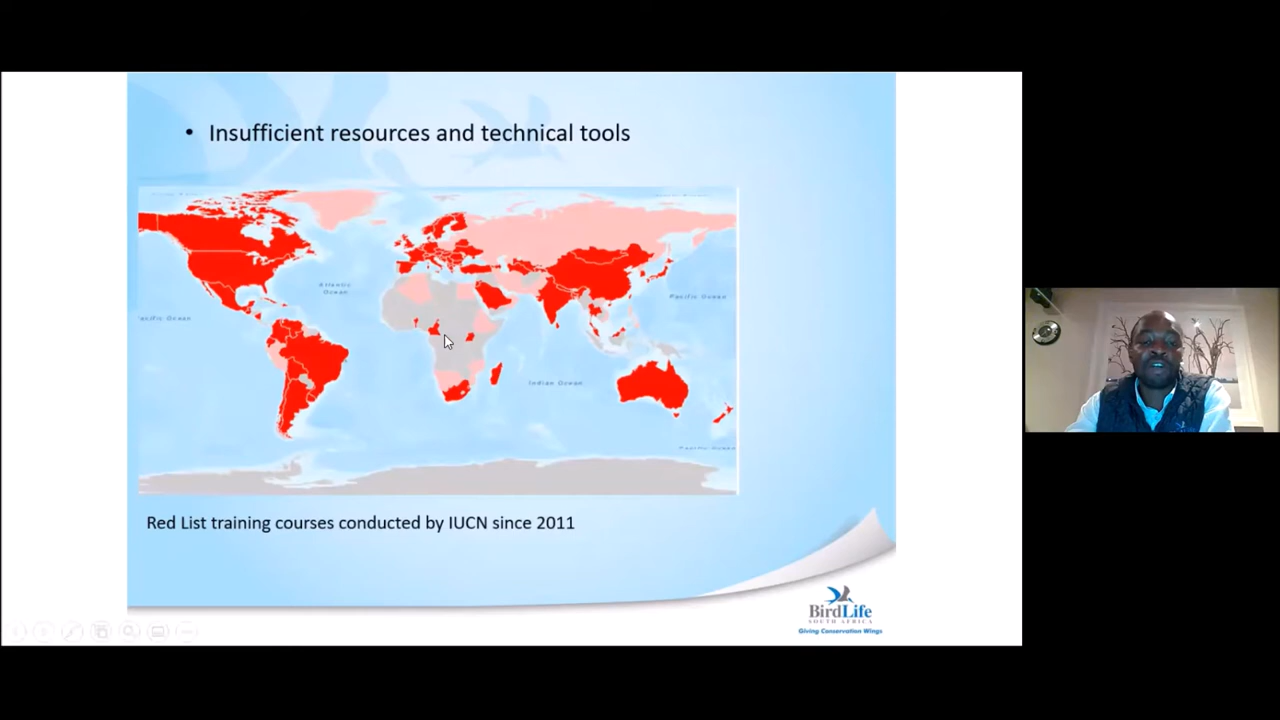 • Insufficient resources and technical tools
Atlantic
Ocean
Pacific Ocean
acific Ocean
Indian Ocean
Pacific Ocean
Red List training courses conducted by IUCN since 2011
BirdLife
SOUTH AFRICA
Giving Conservation Wings